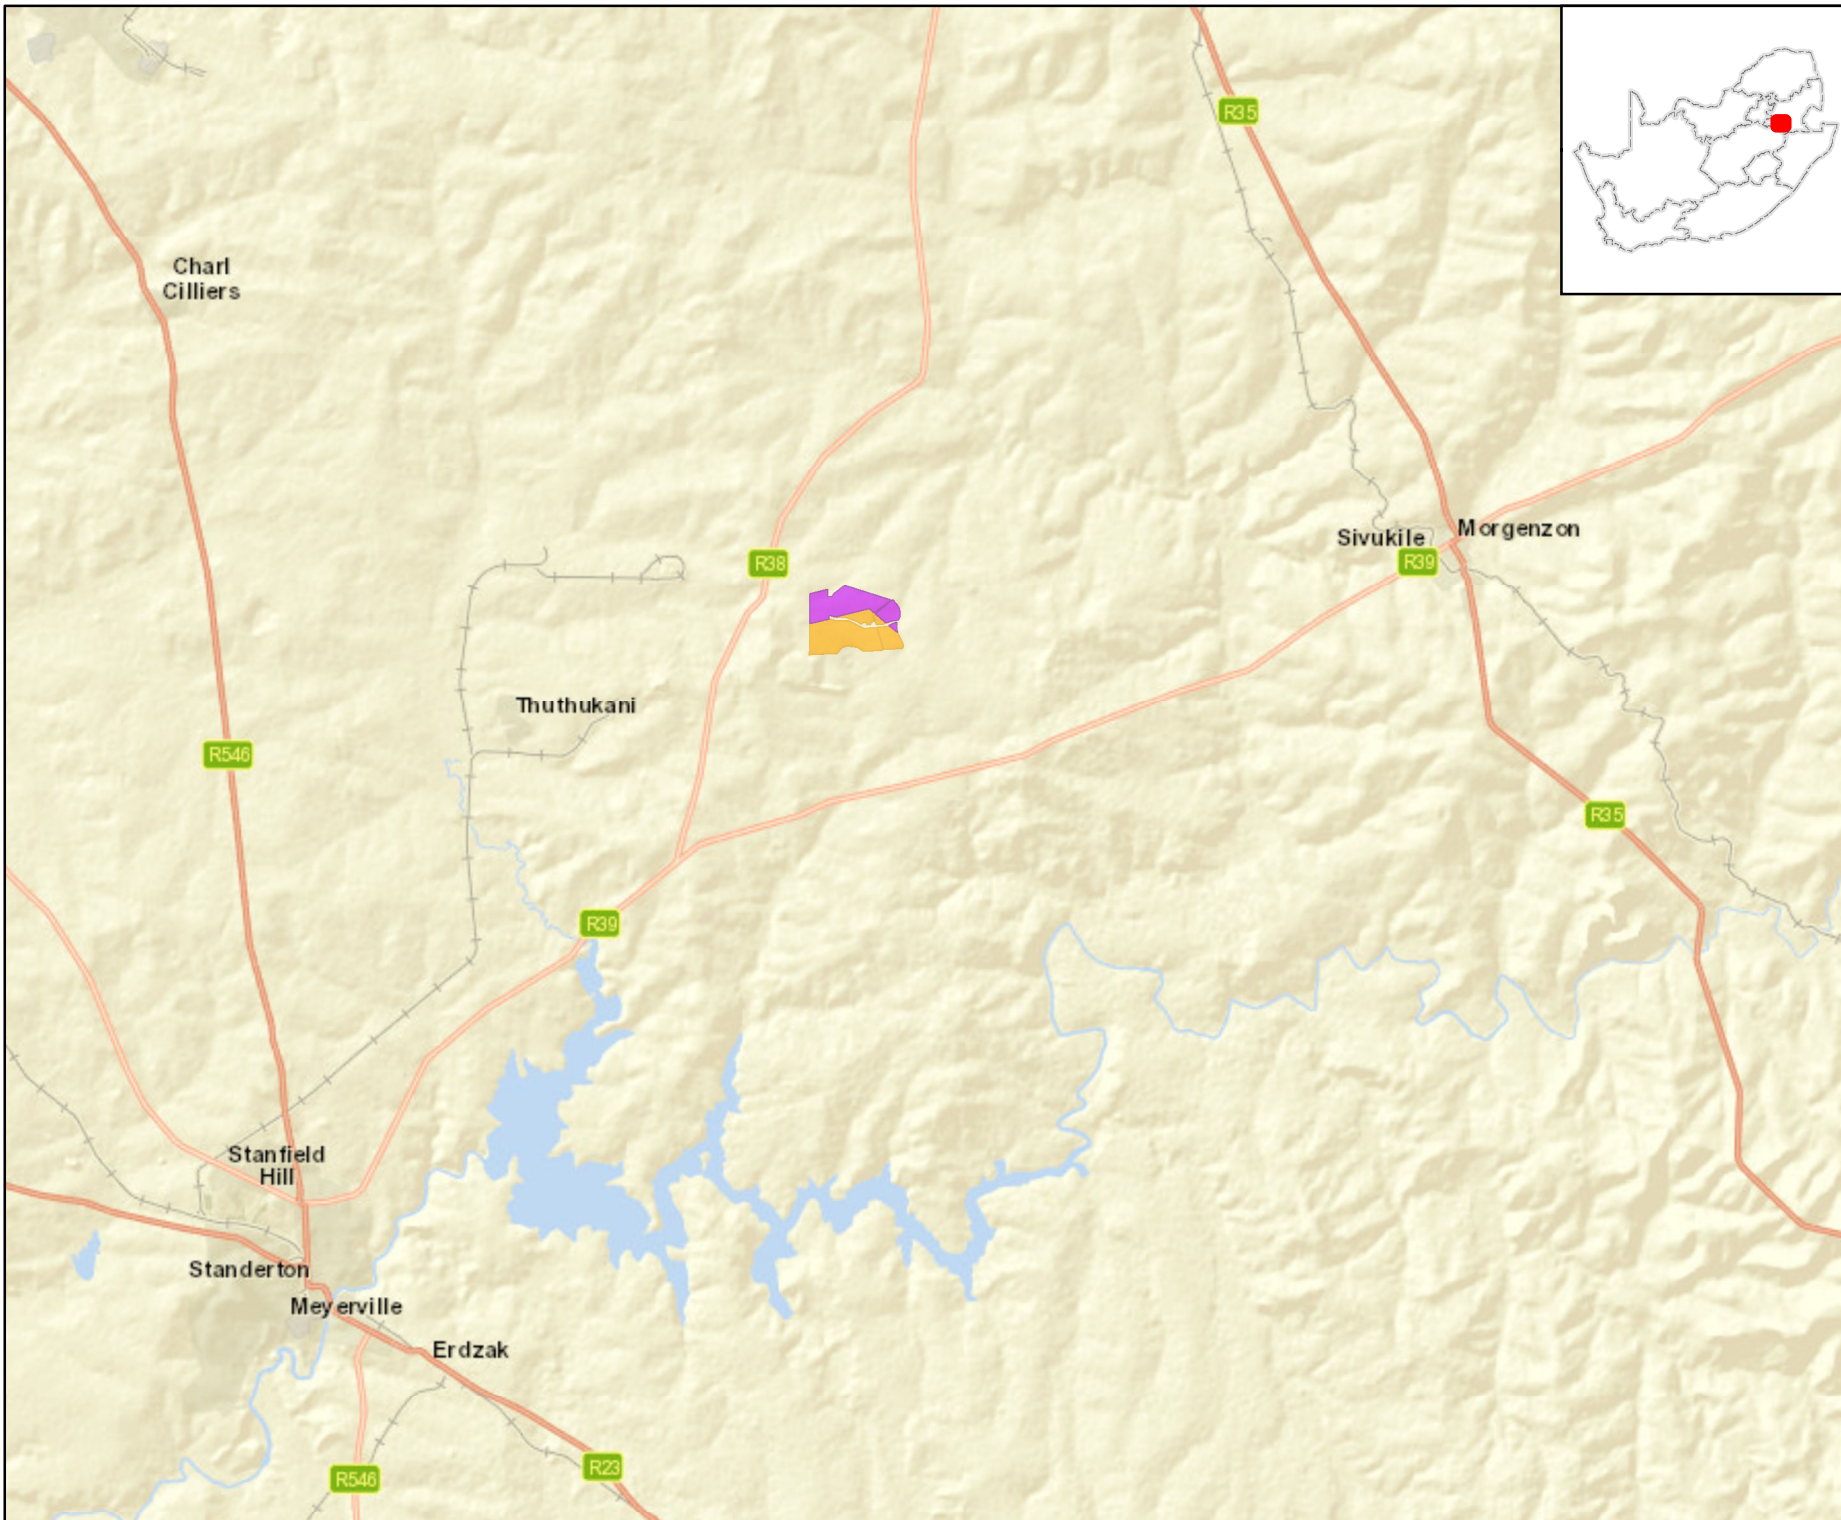 R35
Charl
Cilliers
Morgenzon
Sivukile
R39
R38
Thuthukani
R546
R35
R39
Stanfield
Hill
Standerton
Meyerville
Erdzak
R23
R546